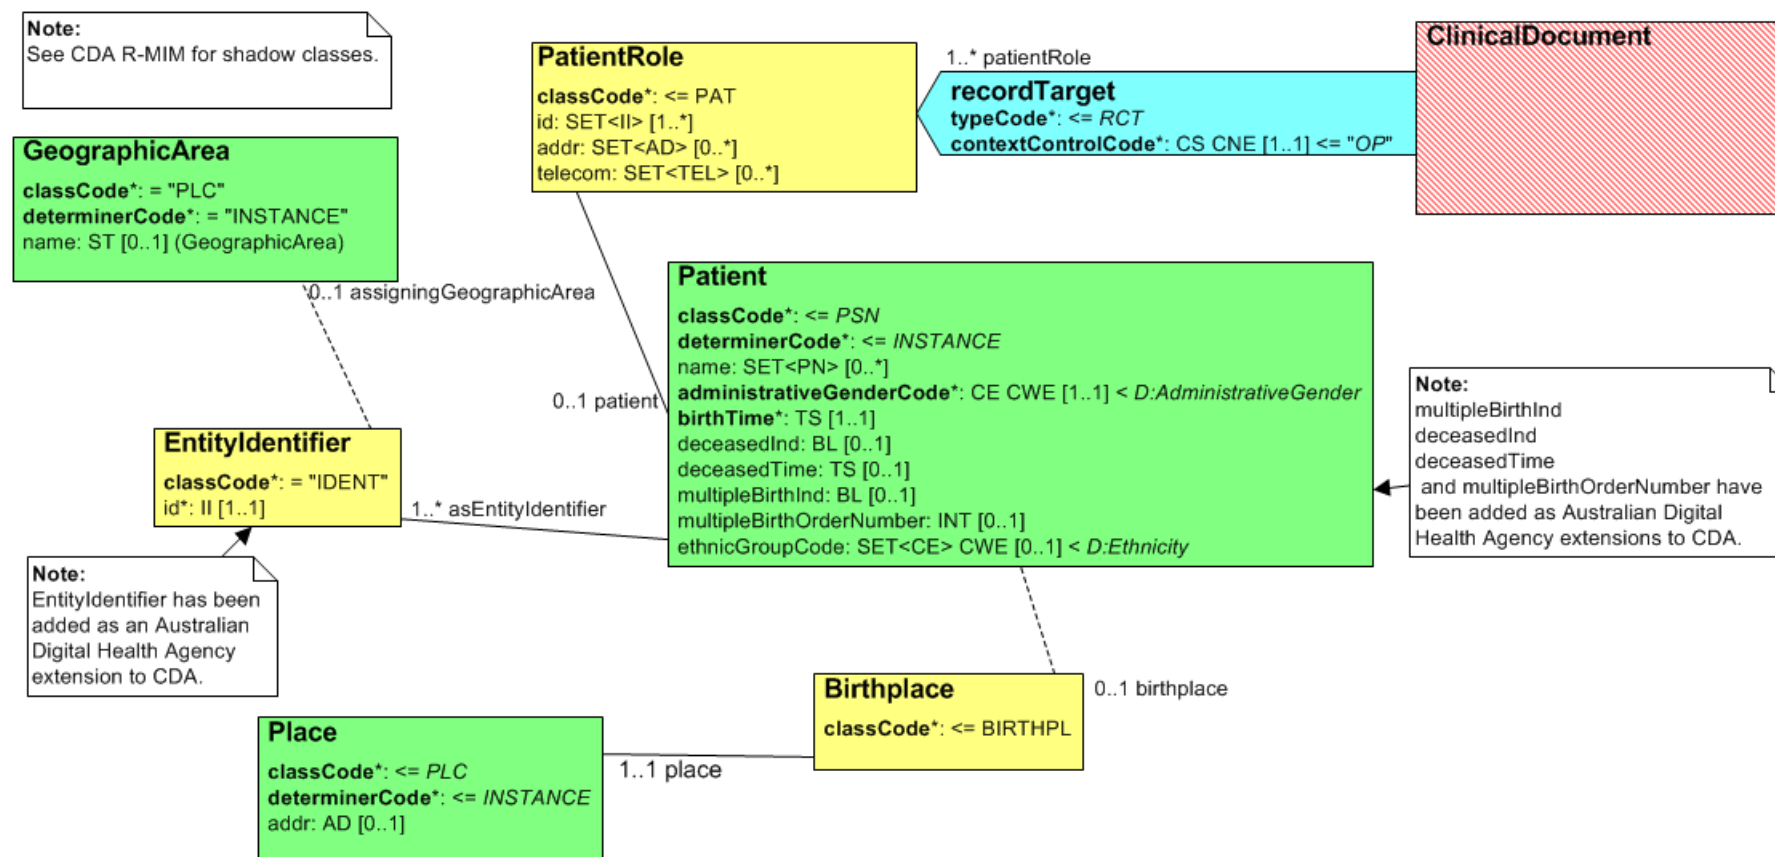 Note:
See CDA R-MIM for shadow classes.
PatientRole
classCode*: <= PAT
id: SET<II> [1..*]
addr: SET<AD> [0..*]
telecom: SET<TEL> [0..*]
1..* patientRole
recordTarget
typeCode*: <= RCT
contextControlCode*: CS CNE [1..1] <= "OP"
ClinicalDocument
GeographicArea
classCode*: = "PLC"
determinerCode*: = "INSTANCE"
name: ST [0..1] (GeographicArea)
0..1 assigningGeographicArea
Patient
classCode*: <= PSN
determinerCode*: <= INSTANCE
name: SET<PN> [0..*]
administrativeGenderCode*: CE CWE [1..1] < D:AdministrativeGender
birthTime*: TS [1..1]
deceasedInd: BL [0..1]
deceasedTime: TS [0..1]
multipleBirthInd: BL [0..1]
multipleBirthOrderNumber: INT [0..1]
ethnicGroupCode: SET<CE> CWE [0..1] < D:Ethnicity
0..1 patient
Note:
multipleBirthInd
deceasedInd
deceasedTime
and multipleBirthOrderNumber have
been added as Australian Digital
Health Agency extensions to CDA.
EntityIdentifier
classCode*: = "IDENT"
id*: II [1..1]
1..* asEntityIdentifier
Note:
EntityIdentifier has been
added as an Australian
Digital Health Agency
extension to CDA.
Birthplace
classCode*: <= BIRTHPL
0..1 birthplace
Place
classCode*: <= PLC
determinerCode*: <= INSTANCE
addr: AD [0..1]
1..1 place